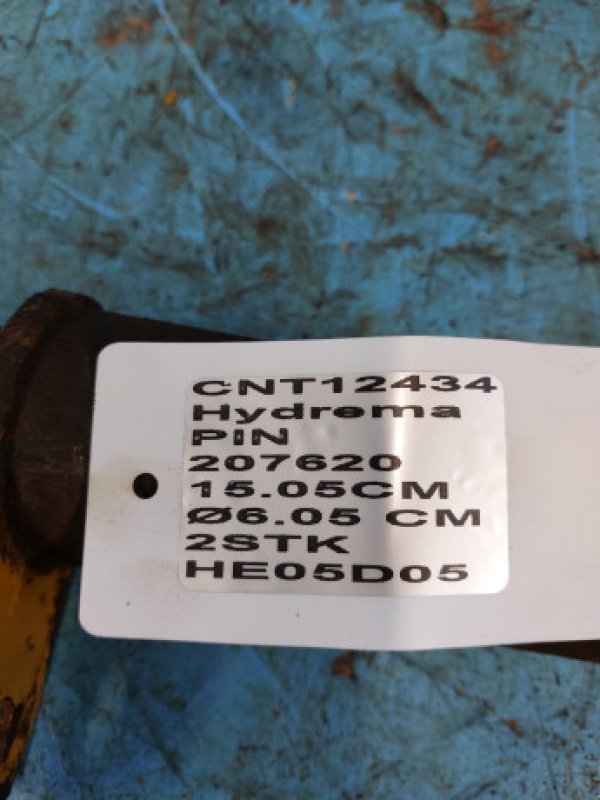 CNT12434
Hydrema
PIN
207620
15.05CM
Ø6.05 CM
2STK
HE05D05